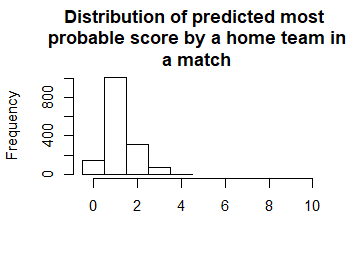 Distribution of predicted most
probable score by a home team in
a match
Frequency
800
400
0
0 2 4 6 8 10